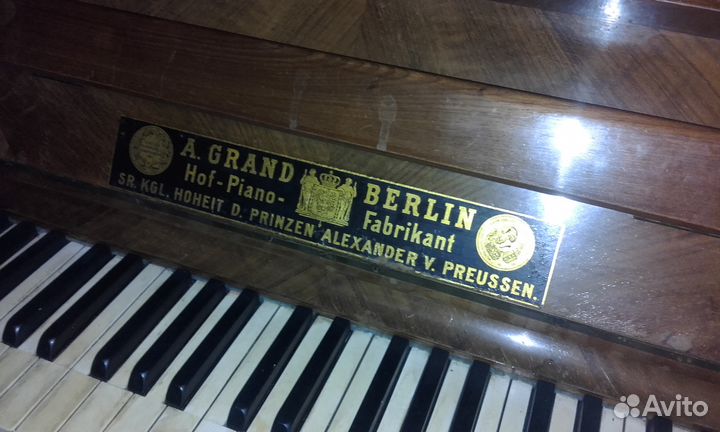 A. GRAND BERLIN
Hof-Piano- Fabrikant
SR. KGL. HOHEIT D. PRINZEN ALEXANDER V. PREUSSEN.
Avito